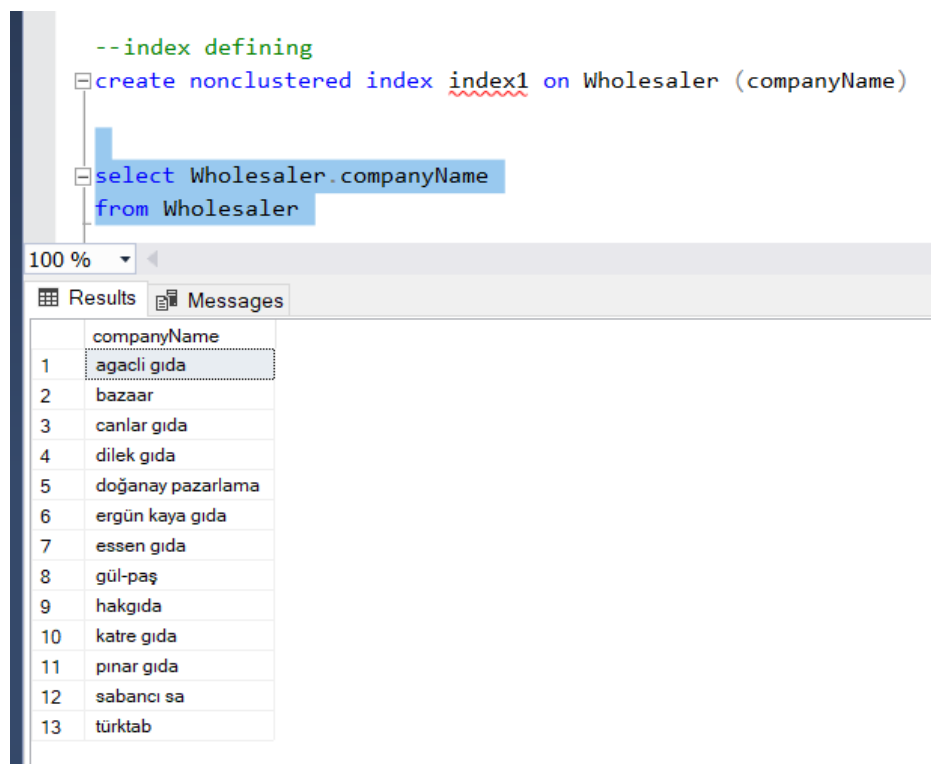 --index defining
create nonclustered index index1 on Wholesaler (companyName)
select Wholesaler.companyName
from Wholesaler
100 %
Results Messages
companyName
1 agacli gıda
2 bazaar
3 canlar gıda
4 dilek gıda
5 doğanay pazarlama
6 ergün kaya gıda
7 essen gıda
8 gül-paş
9 hakgıda
10 katre gıda
11 pınar gıda
12 sabancı sa
13 türktab